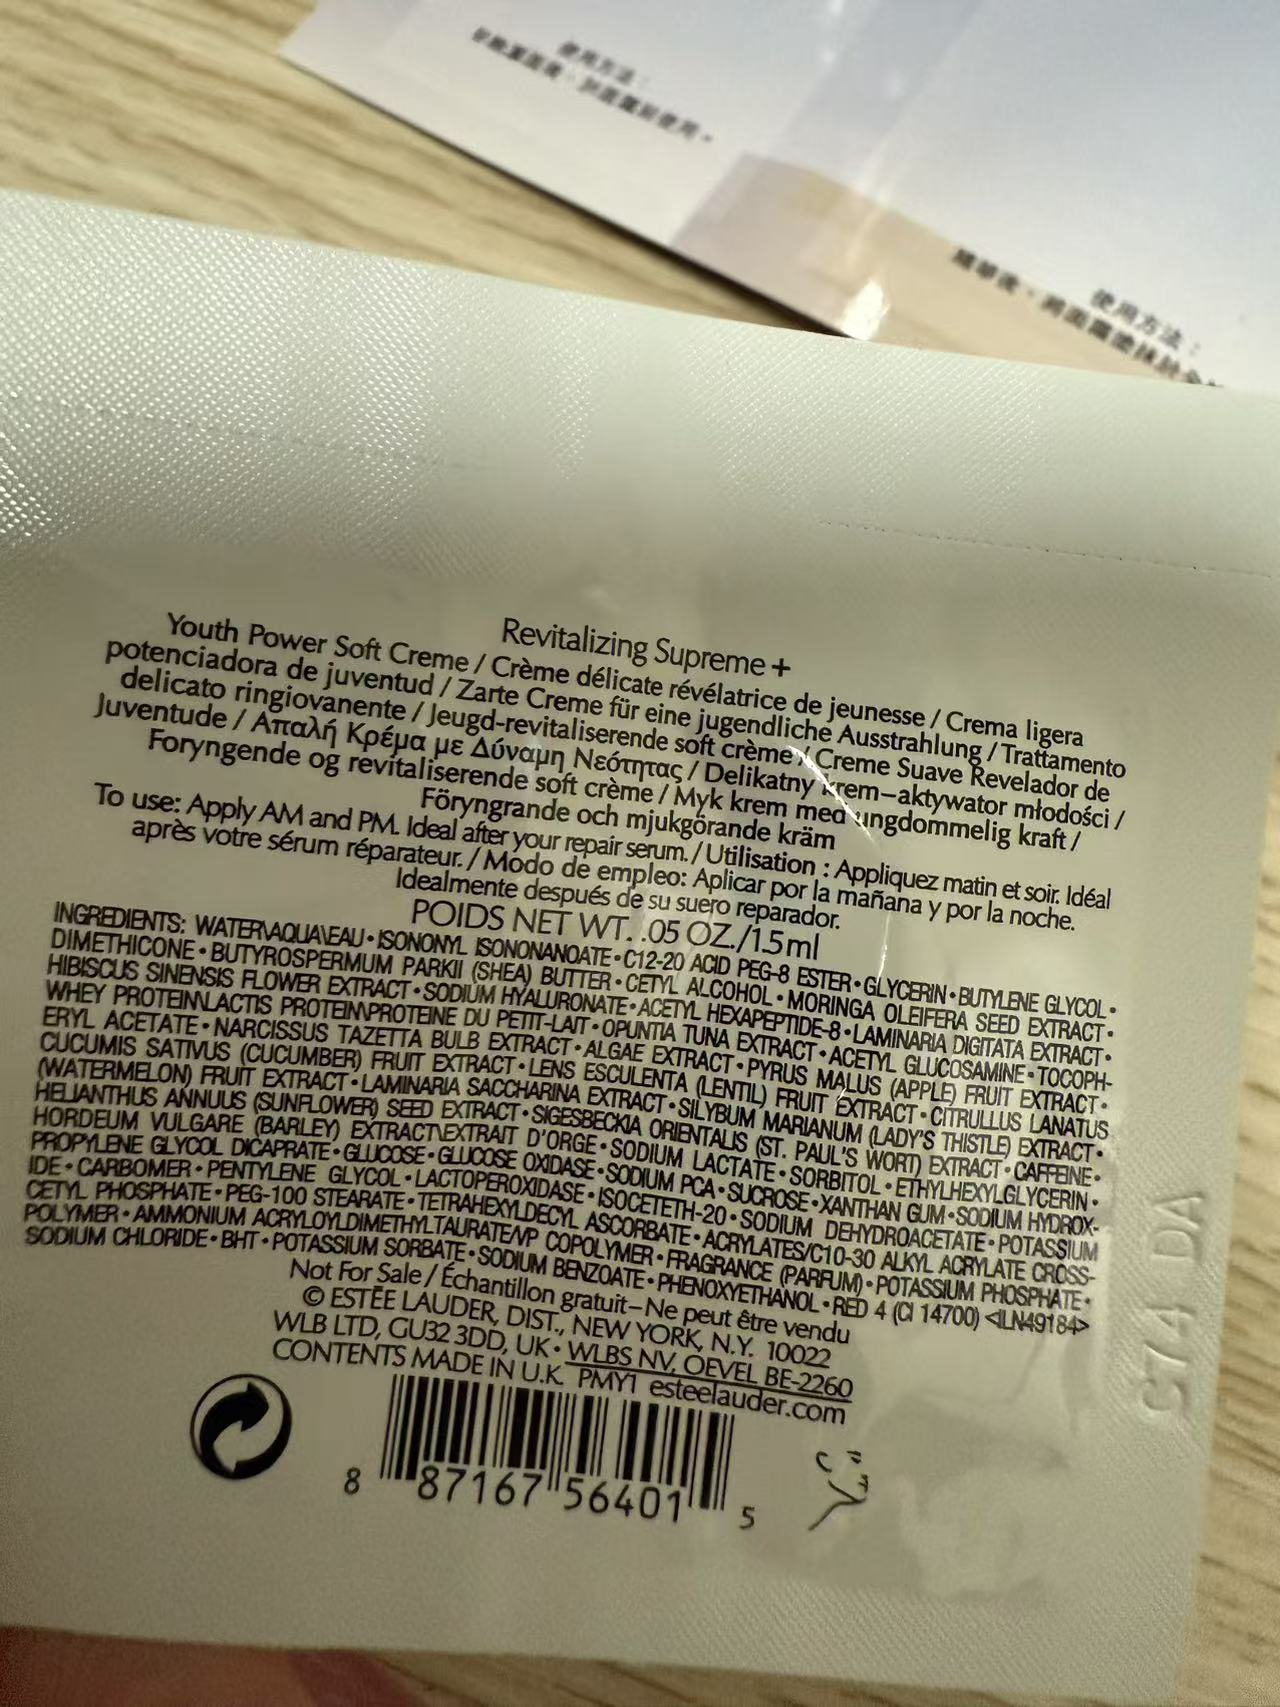 使用方法：
使用方法：
Revitalizing Supreme+
Youth Power Soft Creme / Crème délicate révélatrice de jeunesse / Crema ligera
potenciadora de juventud / Zarte Creme für eine jugendliche Ausstrahlung / Trattamento
delicato ringiovanente / Jeugd-revitaliserende soft crème / Creme Suave Revelador de
Juventude / Απαλή Κρέμα με Δύναμη Νεότητας / Delikatny krem–aktywator młodości /
Foryngende og revitaliserende soft crème / Myk krem med ungdommelig kraft /
Föryngrande och mjukgörande kräm
To use: Apply AM and PM. Ideal after your repair serum. / Utilisation : Appliquez matin et soir. Idéal
après votre sérum réparateur. / Modo de empleo: Aplicar por la mañana y por la noche.
Idealmente después de su suero reparador.
POIDS NET WT. .05 OZ./1.5ml
INGREDIENTS: WATER\AQUA\EAU • ISONONYL ISONONANOATE • C12-20 ACID PEG-8 ESTER • GLYCERIN • BUTYLENE GLYCOL •
DIMETHICONE • BUTYROSPERMUM PARKII (SHEA) BUTTER • CETYL ALCOHOL • MORINGA OLEIFERA SEED EXTRACT •
HIBISCUS SINENSIS FLOWER EXTRACT • SODIUM HYALURONATE • ACETYL HEXAPEPTIDE-8 • LAMINARIA DIGITATA EXTRACT •
WHEY PROTEIN\LACTIS PROTEIN\PROTEINE DU PETIT-LAIT • OPUNTIA TUNA EXTRACT • ACETYL GLUCOSAMINE • TOCOPH-
ERYL ACETATE • NARCISSUS TAZETTA BULB EXTRACT • ALGAE EXTRACT • PYRUS MALUS (APPLE) FRUIT EXTRACT •
CUCUMIS SATIVUS (CUCUMBER) FRUIT EXTRACT • LENS ESCULENTA (LENTIL) FRUIT EXTRACT • CITRULLUS LANATUS
(WATERMELON) FRUIT EXTRACT • LAMINARIA SACCHARINA EXTRACT • SILYBUM MARIANUM (LADY'S THISTLE) EXTRACT •
HELIANTHUS ANNUUS (SUNFLOWER) SEED EXTRACT • SIGESBECKIA ORIENTALIS (ST. PAUL'S WORT) EXTRACT • CAFFEINE •
HORDEUM VULGARE (BARLEY) EXTRACT\EXTRAIT D'ORGE • SODIUM LACTATE • SORBITOL • ETHYLHEXYLGLYCERIN •
PROPYLENE GLYCOL DICAPRATE • GLUCOSE • GLUCOSE OXIDASE • SODIUM PCA • SUCROSE • XANTHAN GUM • SODIUM HYDROX-
IDE • CARBOMER • PENTYLENE GLYCOL • LACTOPEROXIDASE • ISOCETETH-20 • SODIUM DEHYDROACETATE • POTASSIUM
CETYL PHOSPHATE • PEG-100 STEARATE • TETRAHEXYLDECYL ASCORBATE • ACRYLATES/C10-30 ALKYL ACRYLATE CROSS-
POLYMER • AMMONIUM ACRYLOYLDIMETHYLTAURATE/VP COPOLYMER • FRAGRANCE (PARFUM) • POTASSIUM PHOSPHATE •
SODIUM CHLORIDE • BHT • POTASSIUM SORBATE • SODIUM BENZOATE • PHENOXYETHANOL • RED 4 (CI 14700) <ILN49184>
Not For Sale / Échantillon gratuit–Ne peut être vendu
© ESTÉE LAUDER, DIST., NEW YORK, N.Y. 10022
WLB LTD, GU32 3DD, UK • WLBS NV, OEVEL BE-2260
CONTENTS MADE IN U.K. PMY1 esteelauder.com
8 87167 56401 5
S74 DA